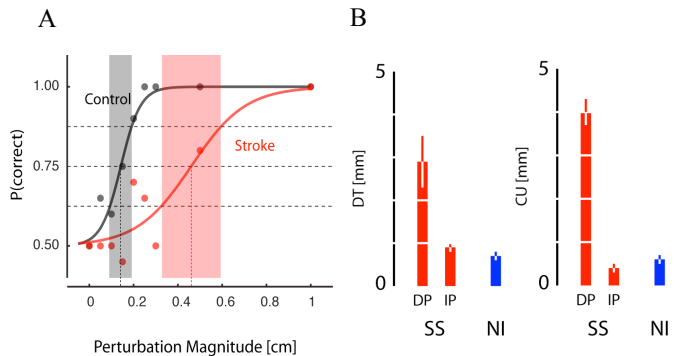 A
1.00
0.75
0.50
P(correct)
Control
Stroke
0 0.2 0.4 0.6 0.8 1
Perturbation Magnitude [cm]
B
5
DT [mm]
0
DP IP
SS NI
5
CU [mm]
0
DP IP
SS NI